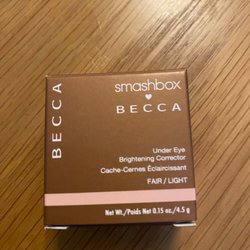 BECCA
smashbox
♥
BECCA
Under Eye
Brightening Corrector
Cache-Cernes Éclaircissant
FAIR / LIGHT
Net Wt./Poids Net 0.15 oz./4.5 g